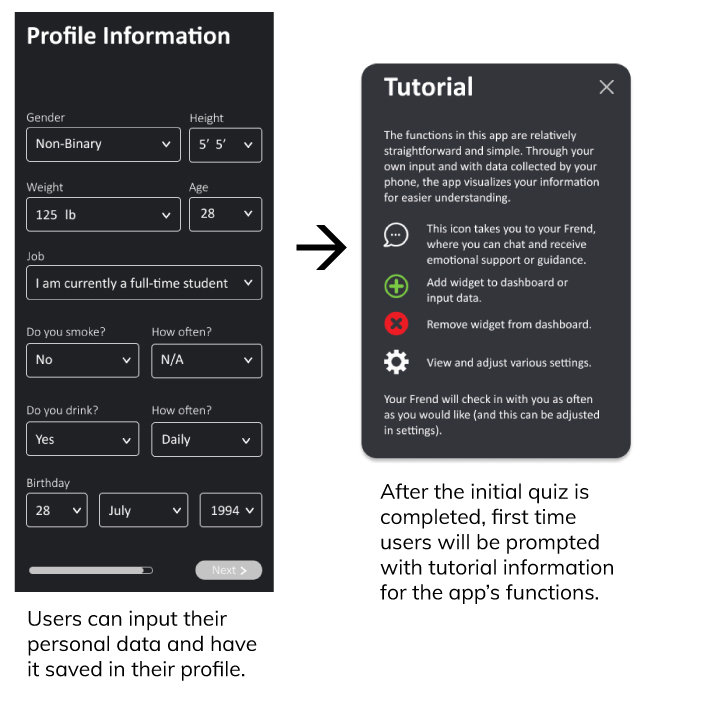 Profile Information
Gender
Height
Non-Binary
5' 5'
Weight
Age
125 lb
28
Job
I am currently a full-time student
Do you smoke?
How often?
No
N/A
Do you drink?
How often?
Yes
Daily
Birthday
28
July
1994
Next >
Users can input their
personal data and have
it saved in their profile.
Tutorial
The functions in this app are relatively
straightforward and simple. Through your
own input and with data collected by your
phone, the app visualizes your information
for easier understanding.
This icon takes you to your Frend,
where you can chat and receive
emotional support or guidance.
Add widget to dashboard or
input data.
Remove widget from dashboard.
View and adjust various settings.
Your Frend will check in with you as often
as you would like (and this can be adjusted
in settings).
After the initial quiz is
completed, first time
users will be prompted
with tutorial information
for the app's functions.